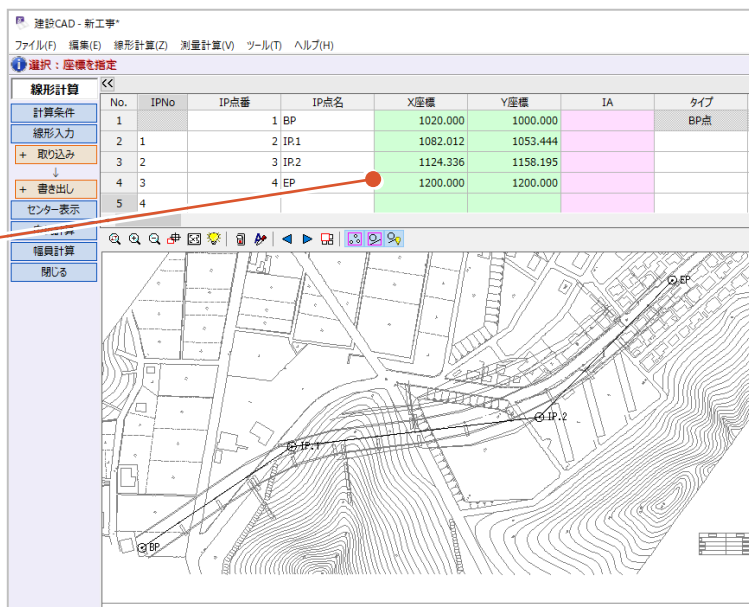 建設CAD - 新工事*
ファイル(F) 編集(E) 線形計算(Z) 測量計算(V) ツール(T) ヘルプ(H)
選択：座標を指定
線形計算
計算条件
線形入力
+ 取り込み
↓
+ 書き出し
センター表示
幅員計算
閉じる
<<
No. IPNo IP点番 IP点名 X座標 Y座標 IA タイプ
1 1 BP 1020.000 1000.000 BP点
2 1 2 IP.1 1082.012 1053.444
3 2 3 IP.2 1124.336 1158.195
4 3 4 EP 1200.000 1200.000
5 4
EP
IP.2
IP.1
BP